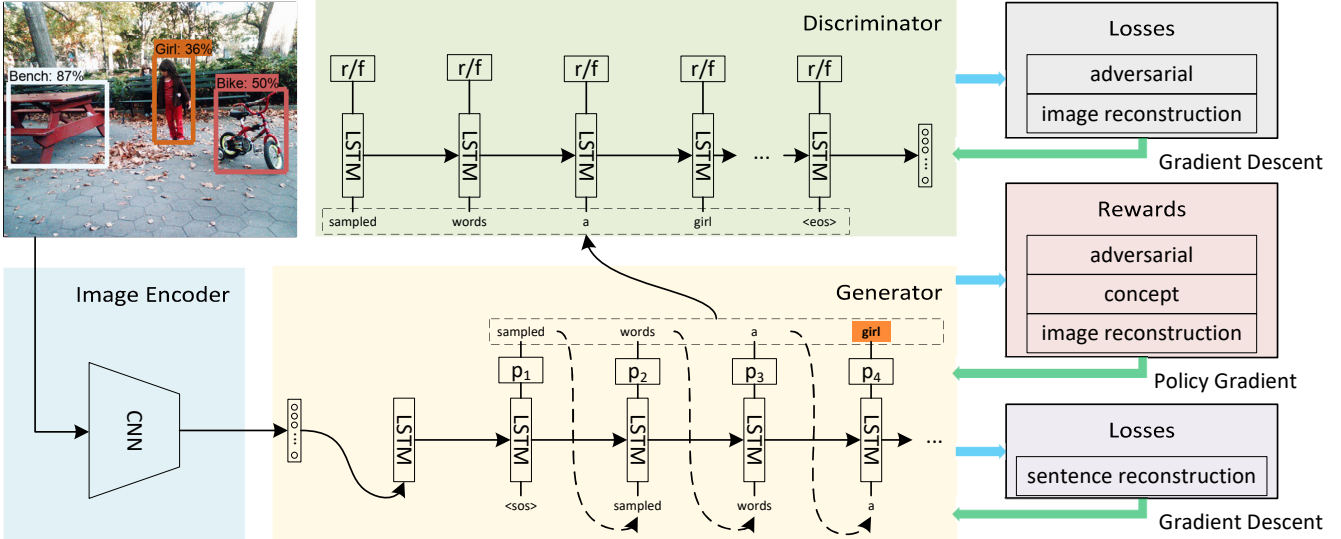 Girl: 36%
Bench: 87%
Bike: 50%
Discriminator
r/f r/f r/f r/f r/f
LSTM LSTM LSTM LSTM ... LSTM
sampled words a girl <eos>
Losses
adversarial
image reconstruction
Gradient Descent
Rewards
adversarial
concept
image reconstruction
Policy Gradient
Losses
sentence reconstruction
Gradient Descent
Image Encoder
CNN
Generator
sampled words a girl
p1 p2 p3 p4
LSTM LSTM LSTM LSTM LSTM ...
<sos> sampled words a